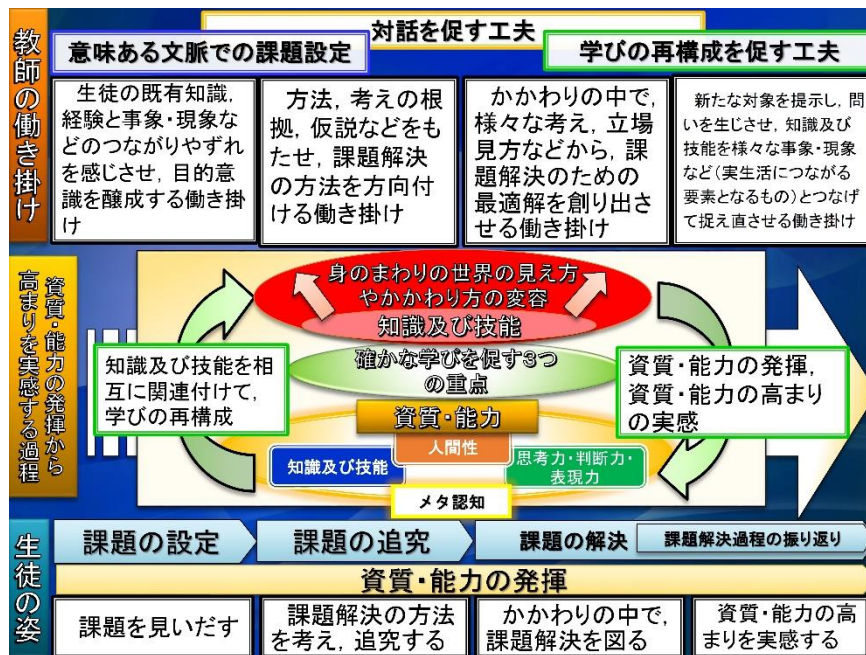 教師の働き掛け
対話を促す工夫
意味ある文脈での課題設定
学びの再構成を促す工夫
生徒の既有知識,
経験と事象・現象な
どのつながりやずれ
を感じさせ,目的意
識を醸成する働き掛
け
方法,考えの根
拠,仮説などをも
たせ,課題解決
の方法を方向付
ける働き掛け
かかわりの中で,
様々な考え,立場
見方などから,課
題解決のための
最適解を創り出さ
せる働き掛け
新たな対象を提示し,問
いを生じさせ,知識及び
技能を様々な事象・現象
など(実生活につながる
要素となるもの)とつなげ
て捉え直させる働き掛け
資質・能力の発揮から
高まりを実感する過程
身のまわりの世界の見え方
やかかわり方の変容
知識及び技能
確かな学びを促す3つ
の重点
知識及び技能を相
互に関連付けて,
学びの再構成
資質・能力の発揮,
資質・能力の高まり
の実感
資質・能力
人間性
知識及び技能
思考力・判断力・
表現力
メタ認知
生徒の姿
課題の設定
課題の追究
課題の解決
課題解決過程の振り返り
資質・能力の発揮
課題を見いだす
課題解決の方法
を考え,追究する
かかわりの中で,
課題解決を図る
資質・能力の高
まりを実感する